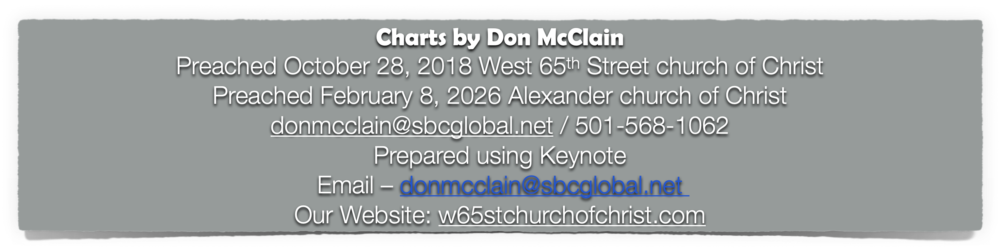 Charts by Don McClain
Preached October 28, 2018 West 65th Street church of Christ
Preached February 8, 2026 Alexander church of Christ
donmcclain@sbcglobal.net / 501-568-1062
Prepared using Keynote
Email – donmcclain@sbcglobal.net
Our Website: w65stchurchofchrist.com